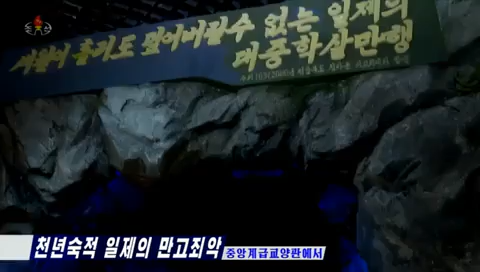 세월이 흘러도 잊어버릴수 없는 일제의
대중학살만행
천년숙적 일제의 만고죄악
중앙계급교양관에서